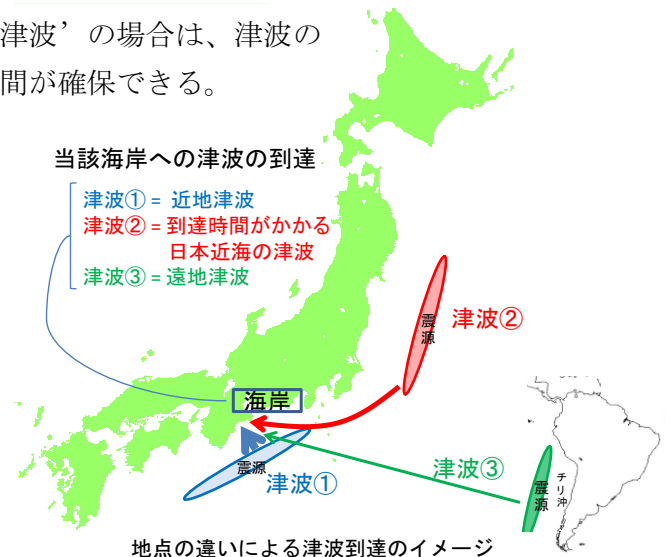 津波’の場合は、津波の
間が確保できる。
当該海岸への津波の到達
津波①=近地津波
津波②=到達時間がかかる
日本近海の津波
津波③=遠地津波
震源
津波②
海岸
震源
津波①
津波③
震源
チリ沖
地点の違いによる津波到達のイメージ